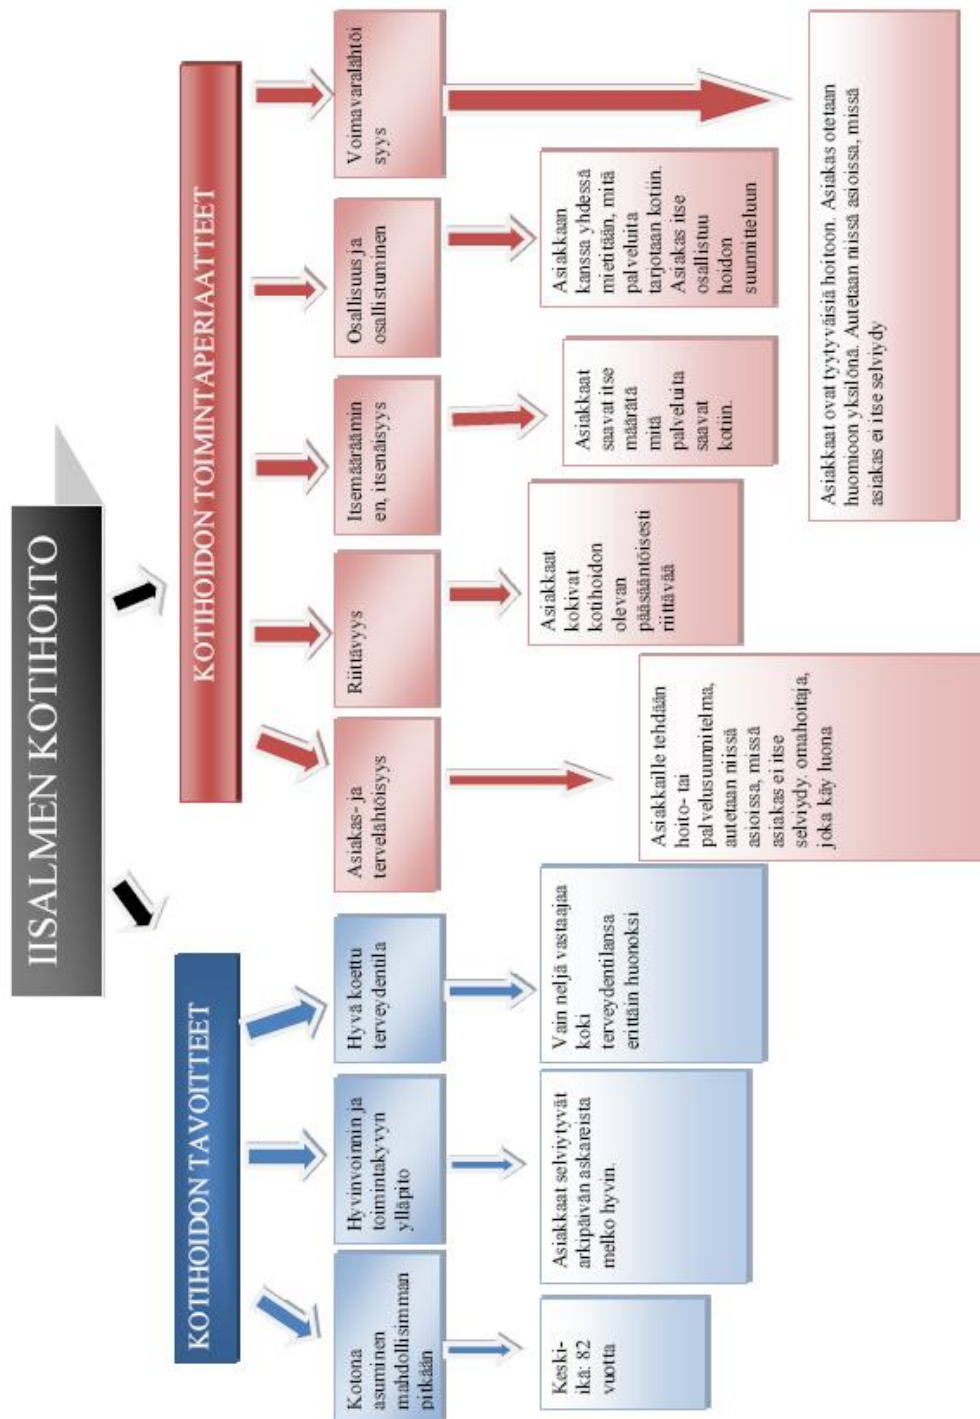 IISALMEN KOTIHOITO
KOTIHOIDON TAVOITTEET
KOTIHOIDON TOIMINTAPERIAATTEET
Kotona
asuminen
mahdollisimman
pitkään
Hyvinvoinnin ja
toimintakyvyn
ylläpito
Hyvä koettu
terveydentila
Asiakas- ja
tervelähtöisyys
Riittävyys
Itsemääräämin
en, itsenäisyys
Osallisuus ja
osallistuminen
Voimavaralähtöi
syys
Keski-
ikä: 82
vuotta
Asiakkaat selviytyvät
arkipäivän askareista
melko hyvin.
Vain neljä vastaajaa
koki
terveydentilansa
erittäin huonoksi
Asiakkaille tehdään
hoito- tai
palvelusuunnitelma,
autetaan niissä
asioissa, missä
asiakas ei itse
selviydy. omahoitaja,
joka käy luona
Asiakkaat
kokivat
kotihoidon
olevan
pääsääntöisesti
riittävää
Asiakkaat
saavat itse
määrätä
mitä
palveluita
saavat
kotiin.
Asiakkaan
kanssa yhdessä
mietitään, mitä
palveluita
tarjotaan kotiin.
Asiakas itse
osallistuu
hoidon
suunnitteluun
Asiakkaat ovat tyytyväisiä hoitoon. Asiakas otetaan
huomioon yksilönä. Autetaan niissä asioissa, missä
asiakas ei itse selviydy